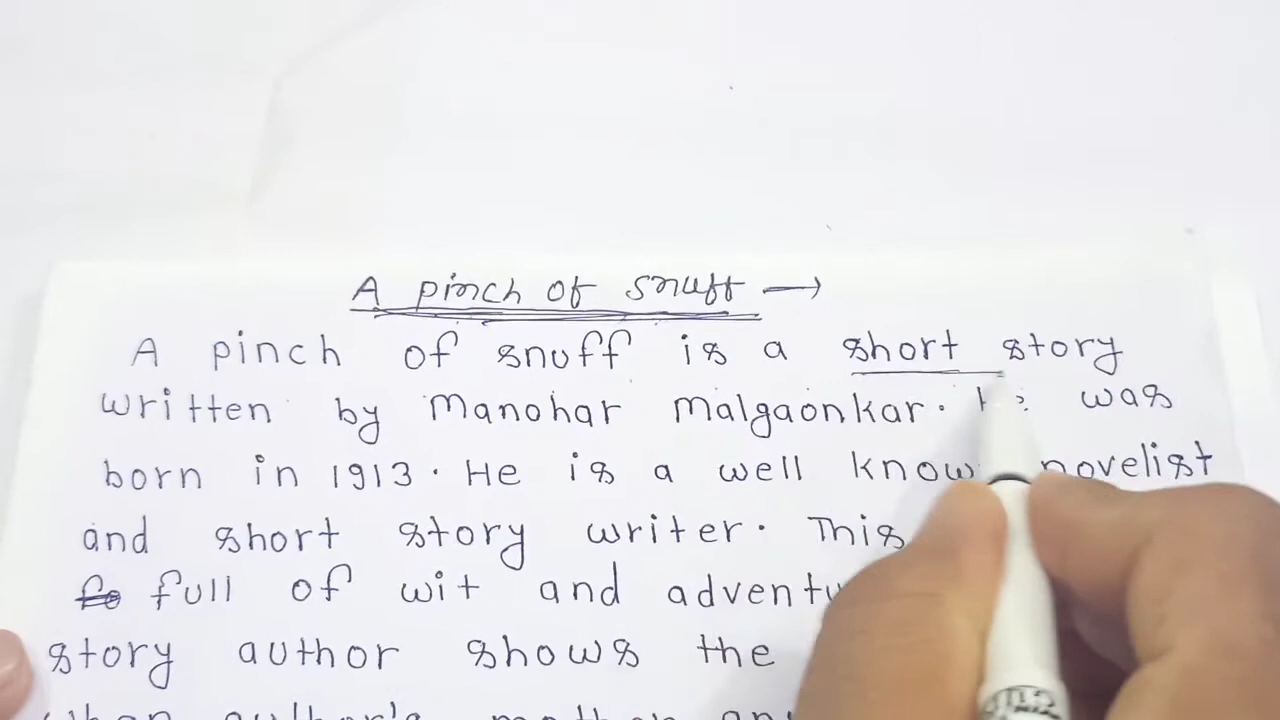 A pinch of snuff →
A pinch of snuff is a short story
written by Manohar Malgaonkar. was
born in 1913. He is a well know novelist
and short story writer. This
full of wit and adventu
story author shows the